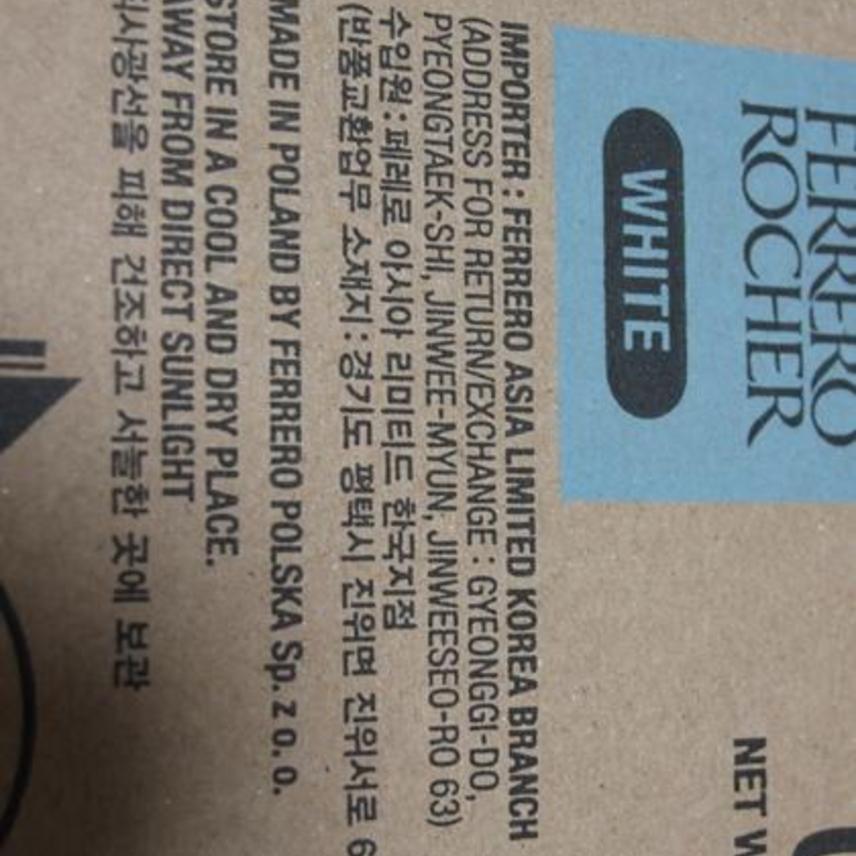 FERRERO
ROCHER
WHITE
NET
IMPORTER : FERRERO ASIA LIMITED KOREA BRANCH
(ADDRESS FOR RETURN/EXCHANGE : GYEONGGI-DO,
PYEONGTAEK-SHI, JINWEE-MYUN, JINWEESEO-RO 63)
수입원 : 페레로 아시아 리미티드 한국지점
(반품교환업무 소재지 : 경기도 평택시 진위면 진위서로 6
MADE IN POLAND BY FERRERO POLSKA Sp. z o. o.
STORE IN A COOL AND DRY PLACE.
AWAY FROM DIRECT SUNLIGHT
직사광선을 피해 건조하고 서늘한 곳에 보관